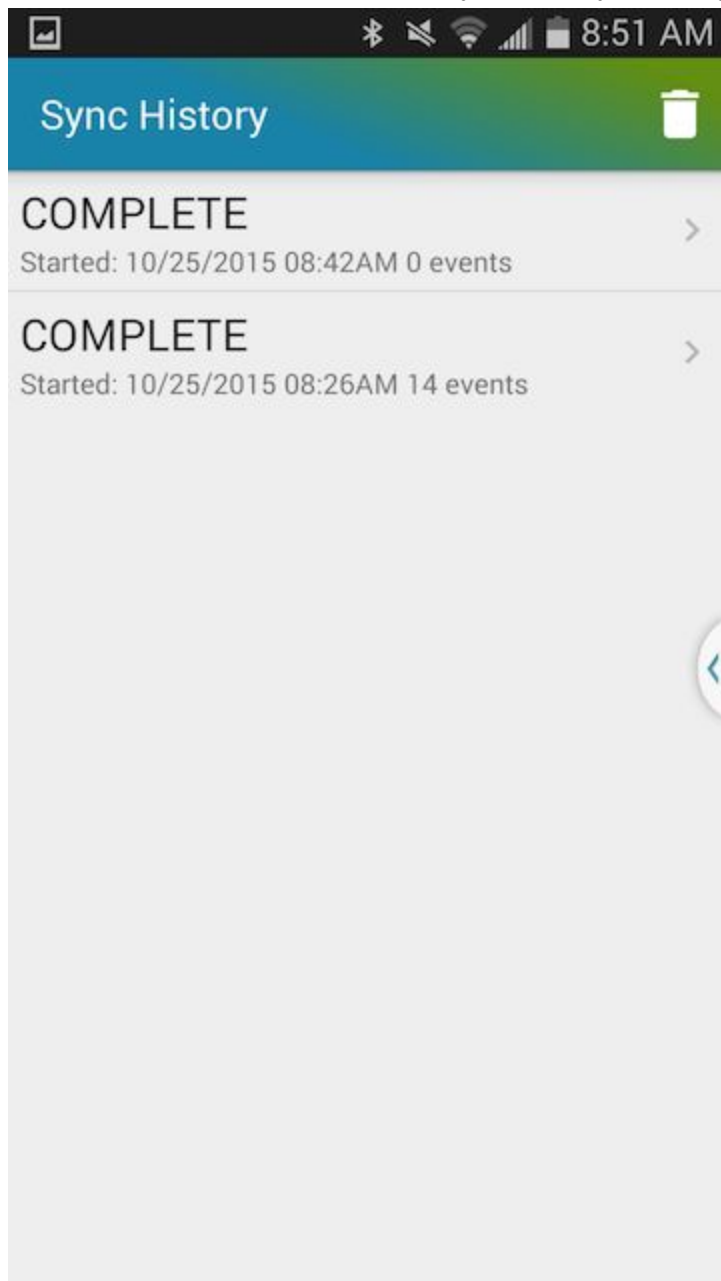 8:51 AM
Sync History
COMPLETE
Started: 10/25/2015 08:42AM 0 events
COMPLETE
Started: 10/25/2015 08:26AM 14 events